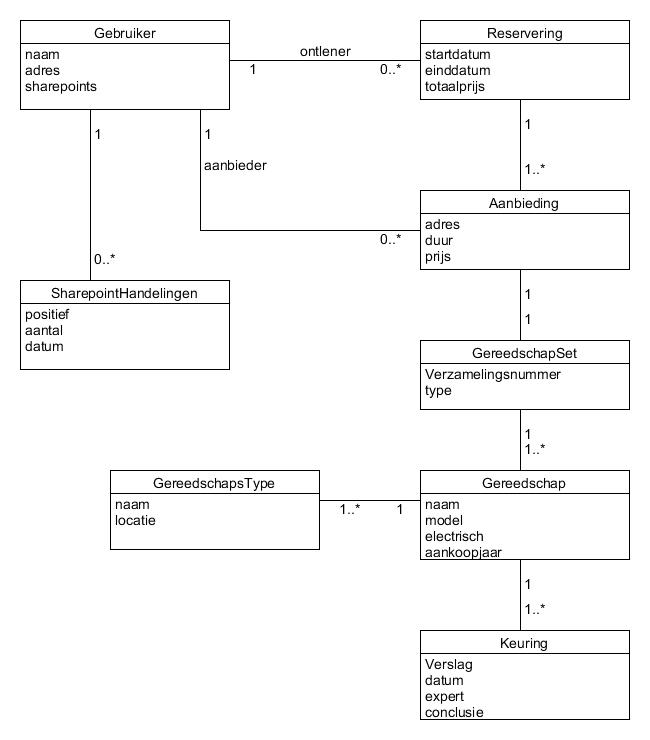 Gebruiker
naam
adres
sharepoints
ontlener
1
0..*
Reservering
startdatum
einddatum
totaalprijs
1
1
aanbieder
0..*
1
1..*
Aanbieding
adres
duur
prijs
0..*
SharepointHandelingen
positief
aantal
datum
1
1
GereedschapSet
Verzamelingsnummer
type
1
1..*
GereedschapsType
naam
locatie
1..*
1
Gereedschap
naam
model
electrisch
aankoopjaar
1
1..*
Keuring
Verslag
datum
expert
conclusie